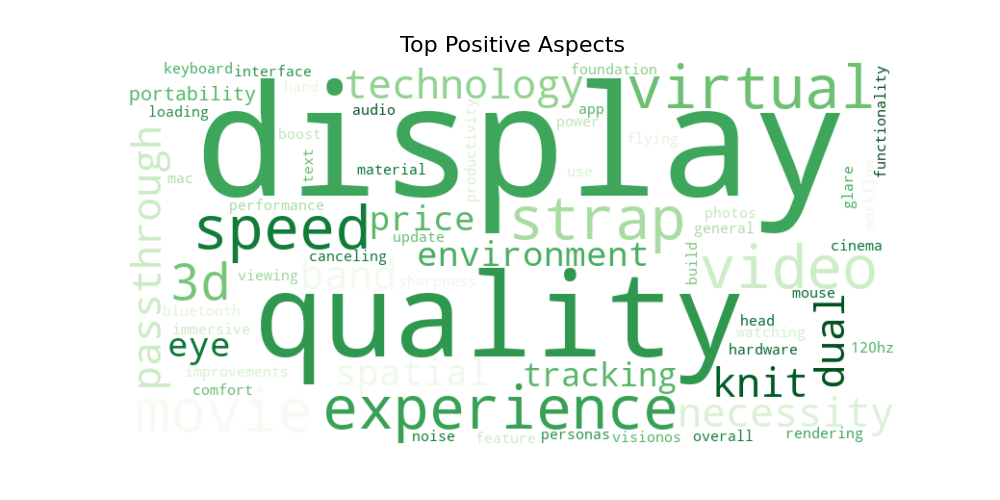 Top Positive Aspects
keyboard interface hand technology foundation virtual
portability loading audio app power functionality
display
boost text material productivity flying use
passthrough mac performance photos general glare workflow
speed price update strap
canceling environment build cinema
3d viewing band sharpness video
quality
bluetooth immersive eye mouse head watching hardware dual 120hz
improvements comfort spatial tracking knit
movie experience necessity
noise feature personas visionos overall rendering